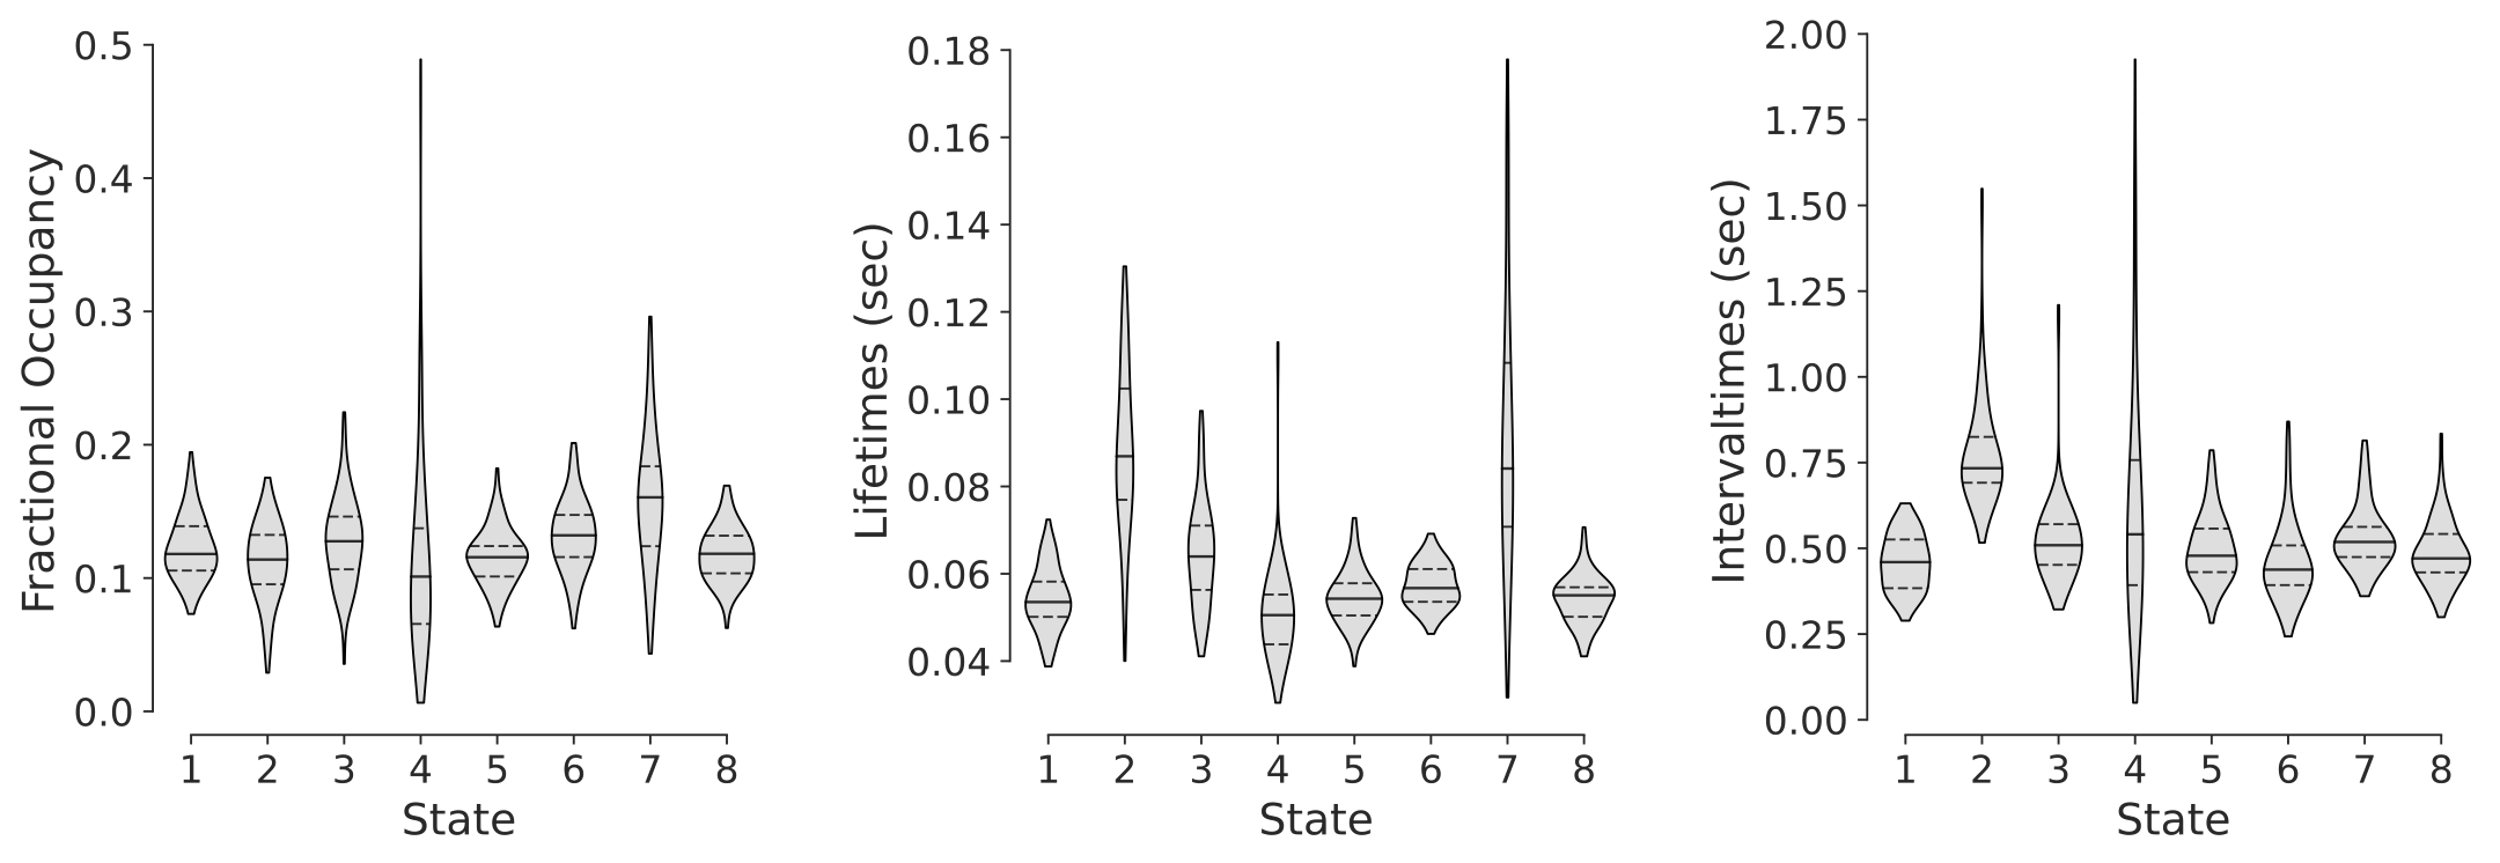 Fractional Occupancy
0.5
0.4
0.3
0.2
0.1
0.0
1 2 3 4 5 6 7 8
State
Lifetimes (sec)
0.18
0.16
0.14
0.12
0.10
0.08
0.06
0.04
1 2 3 4 5 6 7 8
State
Intervaltimes (sec)
2.00
1.75
1.50
1.25
1.00
0.75
0.50
0.25
0.00
1 2 3 4 5 6 7 8
State